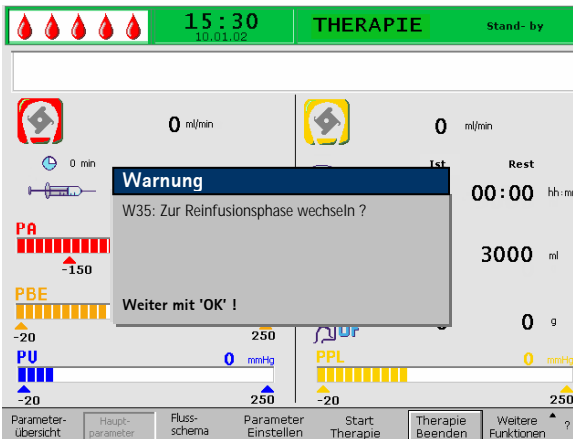 15:30
10.01.02
THERAPIE
Stand- by
0 ml/min
0 ml/min
0 min
Ist Rest
00:00 hh:m
3000 ml
0 g
UF
Warnung
W35: Zur Reinfusionsphase wechseln ?
Weiter mit 'OK' !
PA
-150
PBE
-20 250
PV 0 mmHg
-20 250
PPL 0 mmHg
-20 250
Parameter-
übersicht
Haupt-
parameter
Fluss-
schema
Parameter
Einstellen
Start
Therapie
Therapie
Beenden
Weitere
Funktionen
?